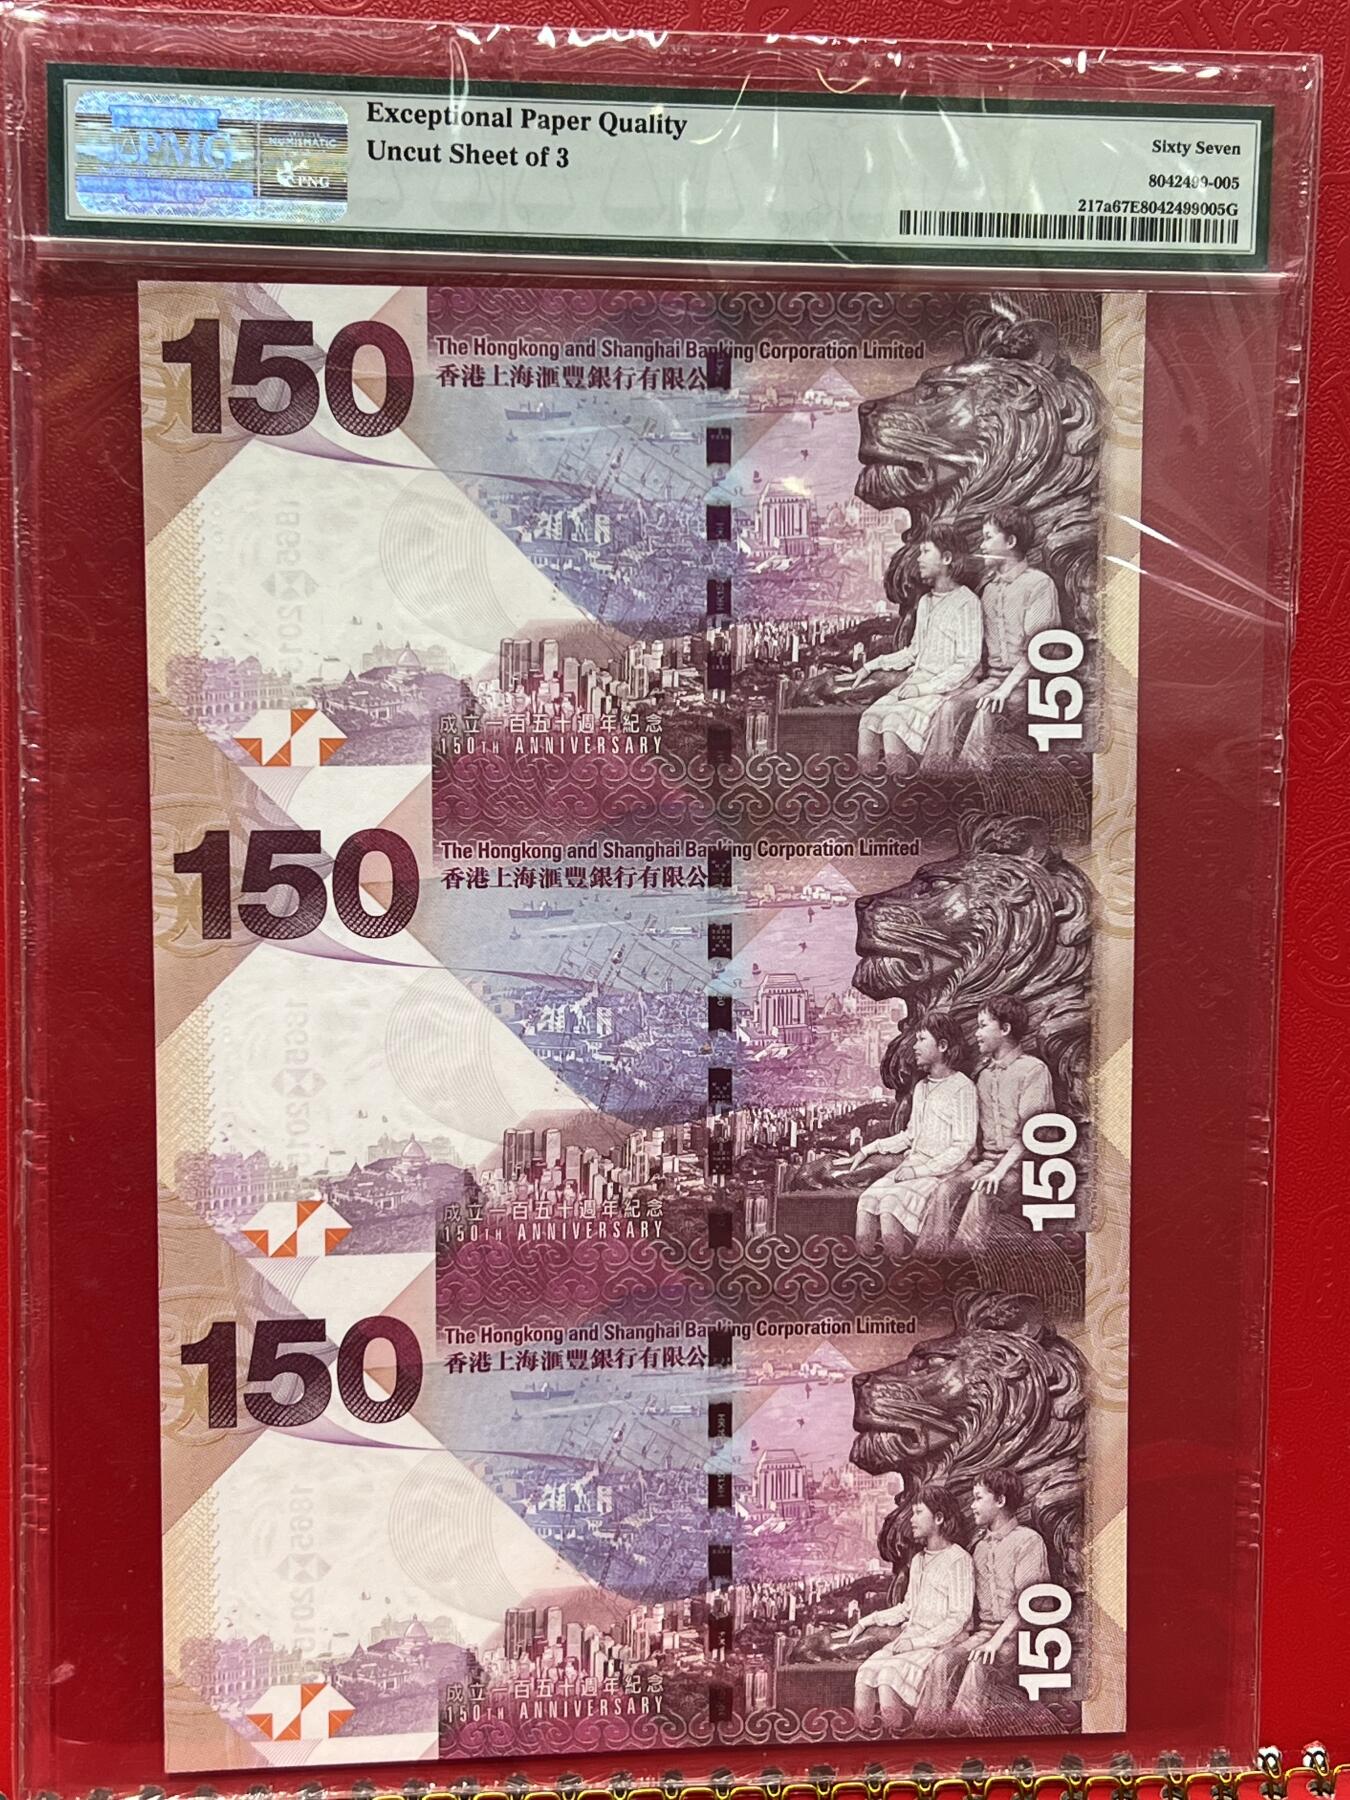 PMG
NUMISMATIC
PNG
Exceptional Paper Quality
Uncut Sheet of 3
Sixty Seven
8042499-005
217a67E8042499005G
150
The Hongkong and Shanghai Banking Corporation Limited
香港上海滙豐銀行有限公
成立一百五十週年紀念
150TH ANNIVERSARY
150
150
The Hongkong and Shanghai Banking Corporation Limited
香港上海滙豐銀行有限公
成立一百五十週年紀念
150TH ANNIVERSARY
150
150
The Hongkong and Shanghai Banking Corporation Limited
香港上海滙豐銀行有限公
1865 2015
成立一百五十週年紀念
150TH ANNIVERSARY
150